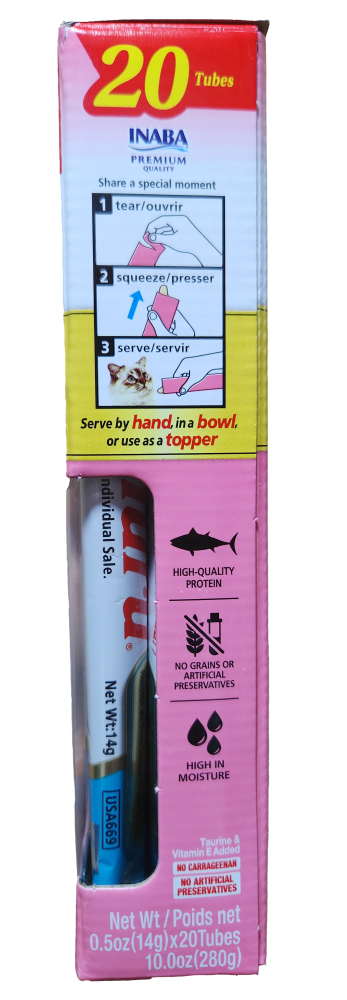 20 Tubes
INABA
PREMIUM
QUALITY
Share a special moment
1 tear/ouvrir
2 squeeze/presser
3 serve/servir
Serve by hand, in a bowl,
or use as a topper
ndividual Sale.
Net Wt:14g
USA669
HIGH-QUALITY
PROTEIN
NO GRAINS OR
ARTIFICIAL
PRESERVATIVES
HIGH IN
MOISTURE
Taurine &
Vitamin E Added
NO CARRAGEENAN
NO ARTIFICIAL
PRESERVATIVES
Net Wt / Poids net
0.5oz(14g)x20Tubes
10.0oz(280g)